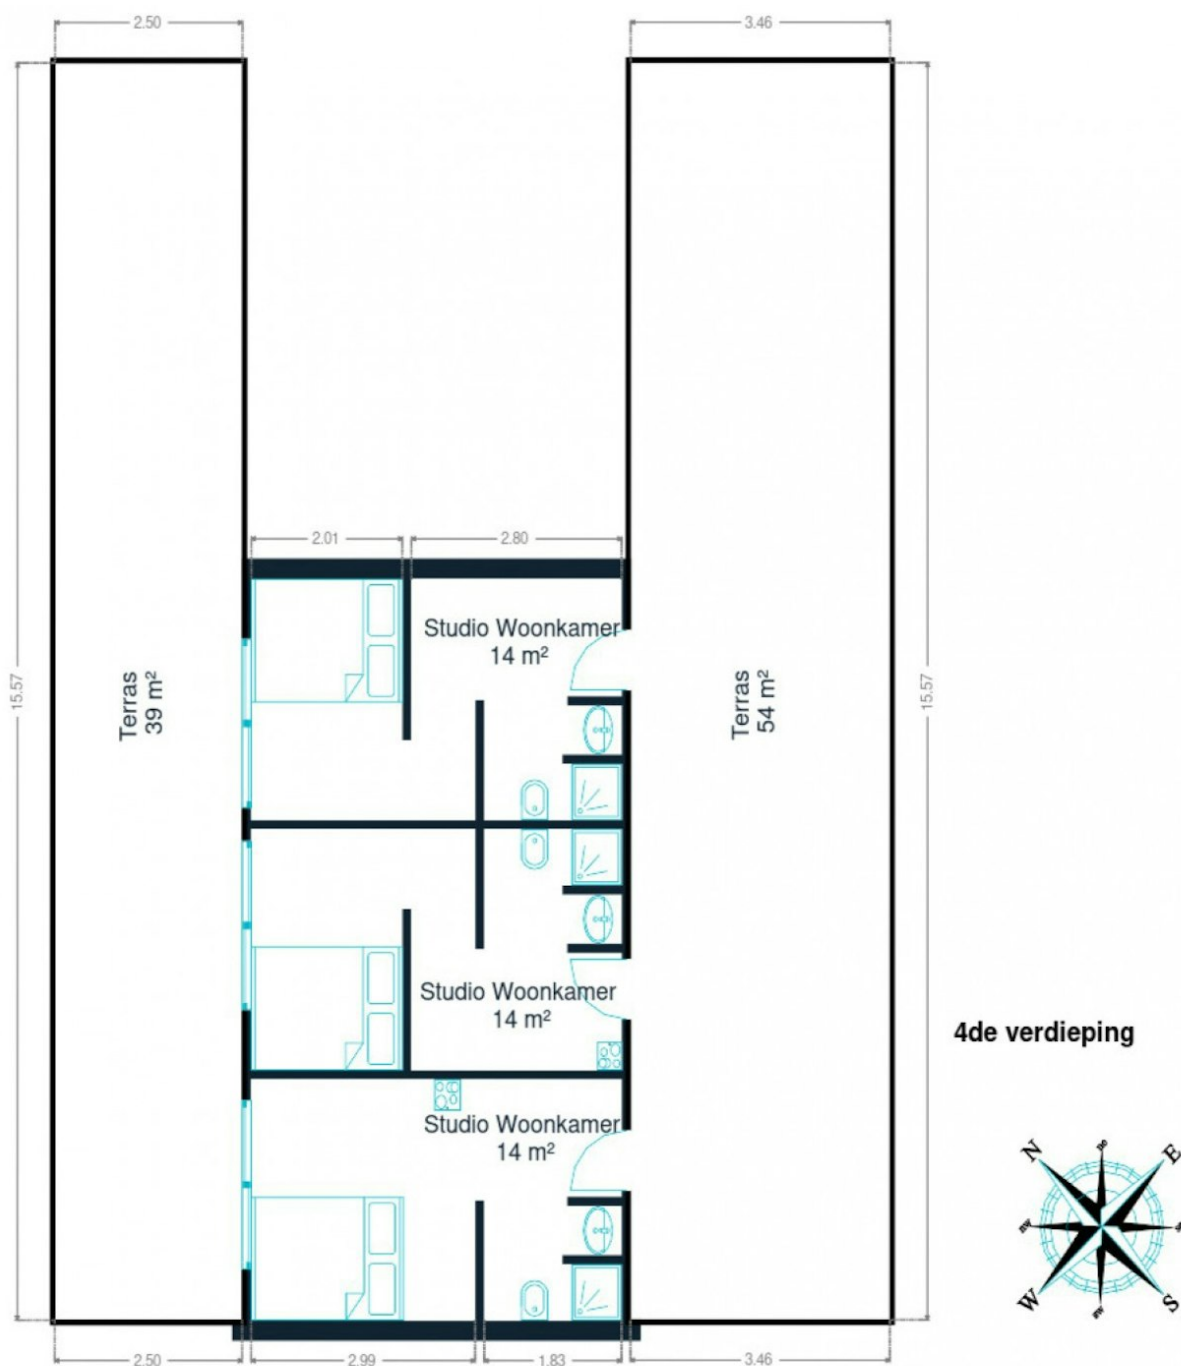 2.50
3.46
2.01
2.80
Studio Woonkamer
14 m²
15.57
Terras
39 m²
Terras
54 m²
15.57
Studio Woonkamer
14 m²
4de verdieping
Studio Woonkamer
14 m²
N
E
W
S
2.50
2.99
1.83
3.46